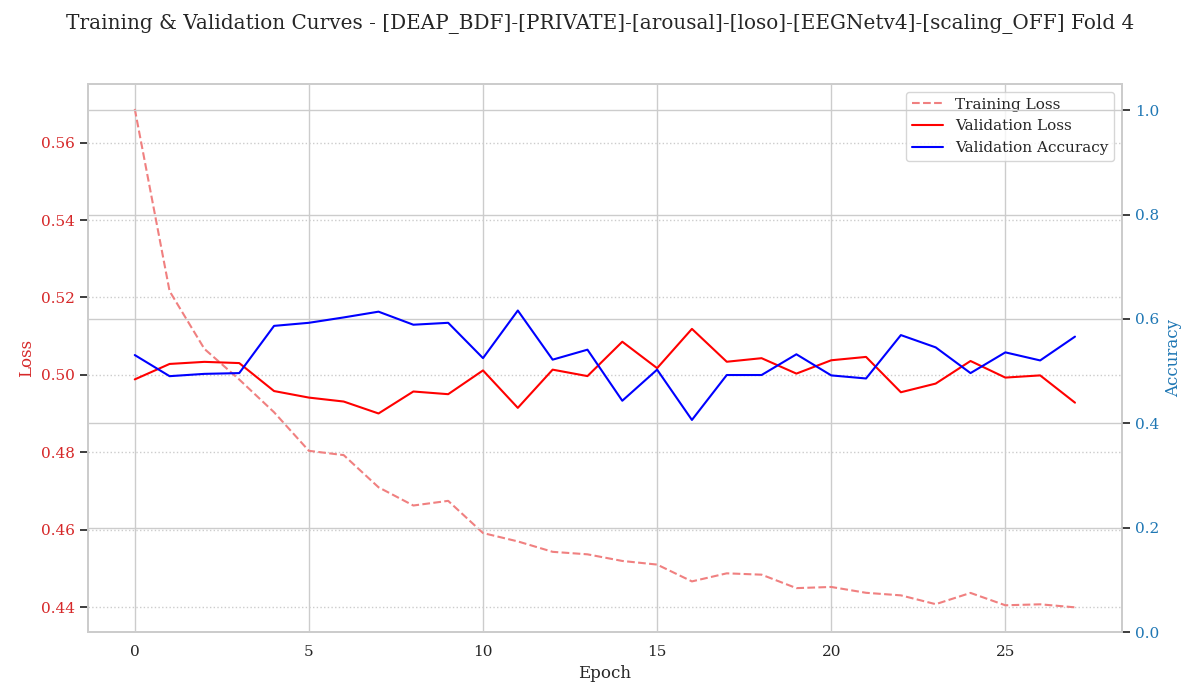 Training & Validation Curves - [DEAP_BDF]-[PRIVATE]-[arousal]-[loso]-[EEGNetv4]-[scaling_OFF] Fold 4
Training Loss
Validation Loss
Validation Accuracy
0.56
0.54
0.52
0.50
0.48
0.46
0.44
Loss
1.0
0.8
0.6
0.4
0.2
0.0
Accuracy
0 5 10 15 20 25
Epoch